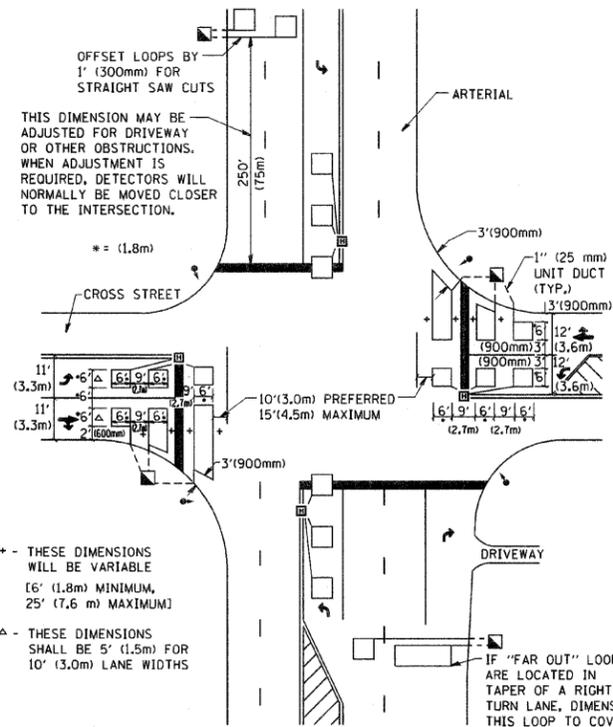 OFFSET LOOPS BY
1' (300mm) FOR
STRAIGHT SAW CUTS
THIS DIMENSION MAY BE
ADJUSTED FOR DRIVEWAY
OR OTHER OBSTRUCTIONS.
WHEN ADJUSTMENT IS
REQUIRED, DETECTORS WILL
NORMALLY BE MOVED CLOSER
TO THE INTERSECTION.
250'
(75m)
ARTERIAL
* = (1.8m)
3'(900mm)
1" (25 mm)
UNIT DUCT
(TYP.)
CROSS STREET
3'(900mm)
12'
(3.6m)
(900mm) 3'
(900mm) 3'
12'
(3.6m)
*6'
*6'
H
H
H
H
11'
(3.3m)
*6' △ 6' 9' 6'
*6'
11'
(3.3m)
*6' △ 6' 9' 6'
2' (600mm)
9' 6'
(2.7m)
10'(3.0m) PREFERRED
15'(4.5m) MAXIMUM
6' 9' 6' 9'
(2.7m) (2.7m)
3'(900mm)
+ - THESE DIMENSIONS
WILL BE VARIABLE
[6' (1.8m) MINIMUM,
25' (7.6 m) MAXIMUM]
△ - THESE DIMENSIONS
SHALL BE 5' (1.5m) FOR
10' (3.0m) LANE WIDTHS
DRIVEWAY
IF "FAR OUT" LOOP
ARE LOCATED IN
TAPER OF A RIGHT
TURN LANE, DIMENS
THIS LOOP TO COV